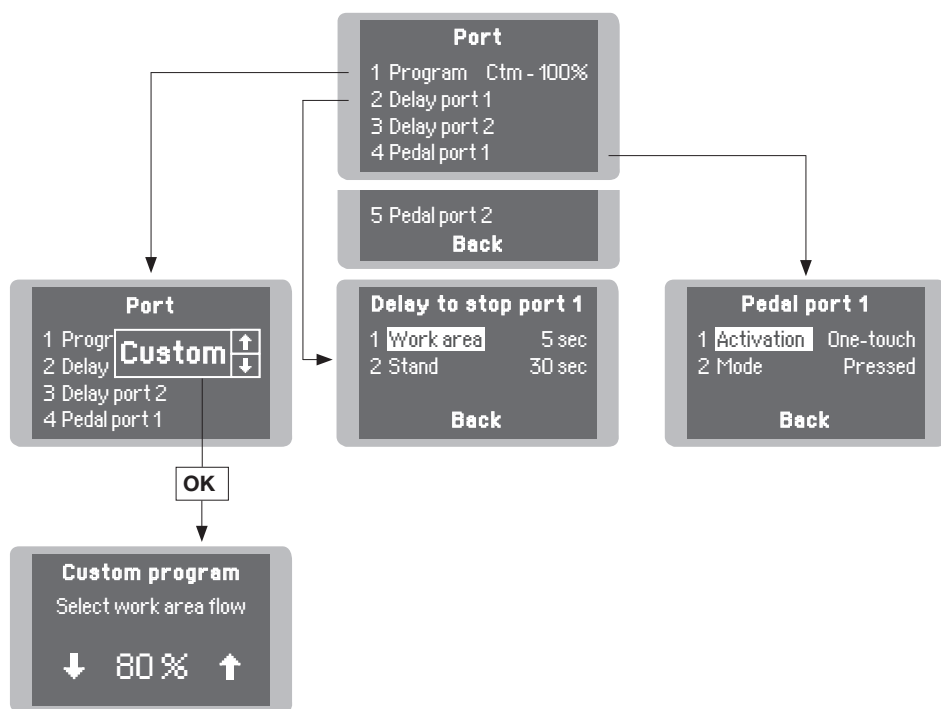 Port
1 Program Ctm - 100%
2 Delay port 1
3 Delay port 2
4 Pedal port 1
5 Pedal port 2
Back
Port
1 Progr
2 Delay
3 Delay port 2
4 Pedal port 1
Custom
OK
Custom program
Select work area flow
80 %
Delay to stop port 1
1 Work area 5 sec
2 Stand 30 sec
Back
Pedal port 1
1 Activation One-touch
2 Mode Pressed
Back